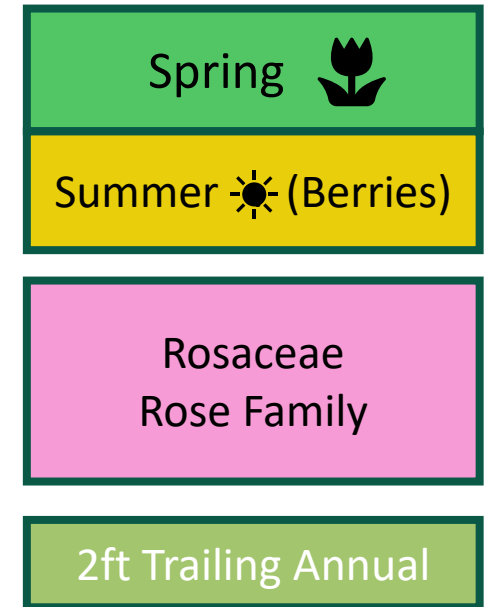 Spring
Summer (Berries)
Rosaceae
Rose Family
2ft Trailing Annual